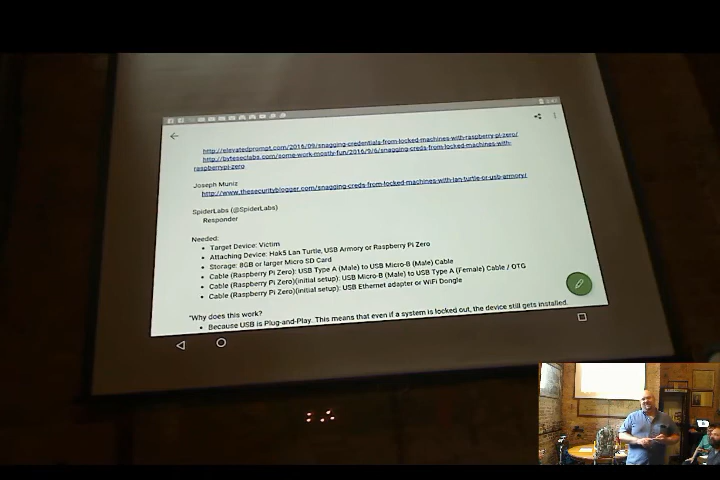 http://elevatedprompt.com/2016/09/snagging-credentials-from-locked-machines-with-raspberry-pi-zero/
http://byteseclabs.com/some-work-mostly-fun/2016/9/6/snagging-creds-from-locked-machines-with-
raspberrypi-zero
Joseph Muniz
http://www.thesecurityblogger.com/snagging-creds-from-locked-machines-with-lan-turtle-or-usb-armory/
SpiderLabs (@SpiderLabs)
Responder
Needed:
• Target Device: Victim
• Attaching Device: Hak5 Lan Turtle, USB Armory or Raspberry Pi Zero
• Storage: 8GB or larger Micro SD Card
• Cable (Raspberry Pi Zero): USB Type A (Male) to USB Micro-B (Male) Cable
• Cable (Raspberry Pi Zero)(initial setup): USB Micro-B (Male) to USB Type A (Female) Cable / OTG
• Cable (Raspberry Pi Zero)(initial setup): USB Ethernet adapter or WiFi Dongle
"Why does this work?
• Because USB is Plug-and-Play. This means that even if a system is locked out, the device still gets installed.